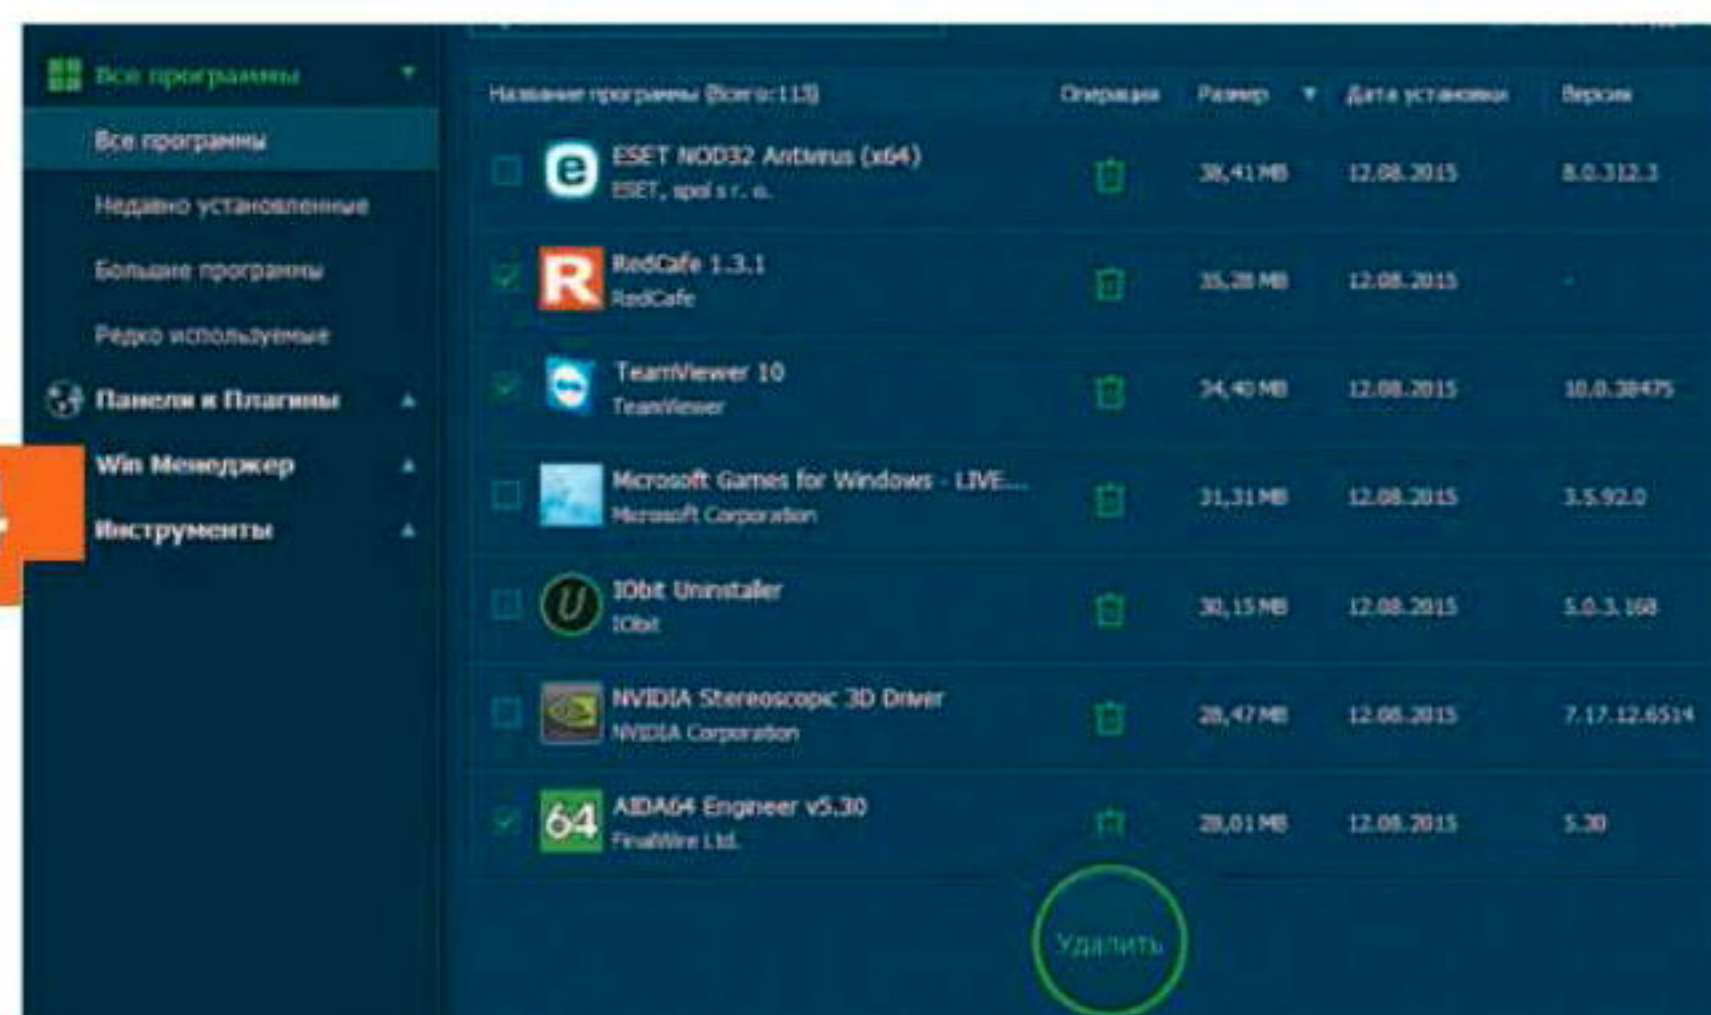 Все программы
Все программы
Недавно установленные
Большие программы
Редко используемые
Панели и Плагины
Win Менеджер
Инструменты
Название программы (Всего:113) Операция Размер Дата установки Версия
ESET NOD32 Antivirus (x64)
ESET, spol s r. o.
38,41 MB 12.08.2015 8.0.312.3
RedCafe 1.3.1
RedCafe
35,28 MB 12.08.2015 -
TeamViewer 10
TeamViewer
34,40 MB 12.08.2015 10.0.38475
Microsoft Games for Windows - LIVE...
Microsoft Corporation
31,31 MB 12.08.2015 3.5.92.0
IObit Uninstaller
IObit
30,15 MB 12.08.2015 5.0.3.168
NVIDIA Stereoscopic 3D Driver
NVIDIA Corporation
28,47 MB 12.08.2015 7.17.12.6514
64 AIDA64 Engineer v5.30
FinalWire Ltd.
28,01 MB 12.08.2015 5.30
Удалить